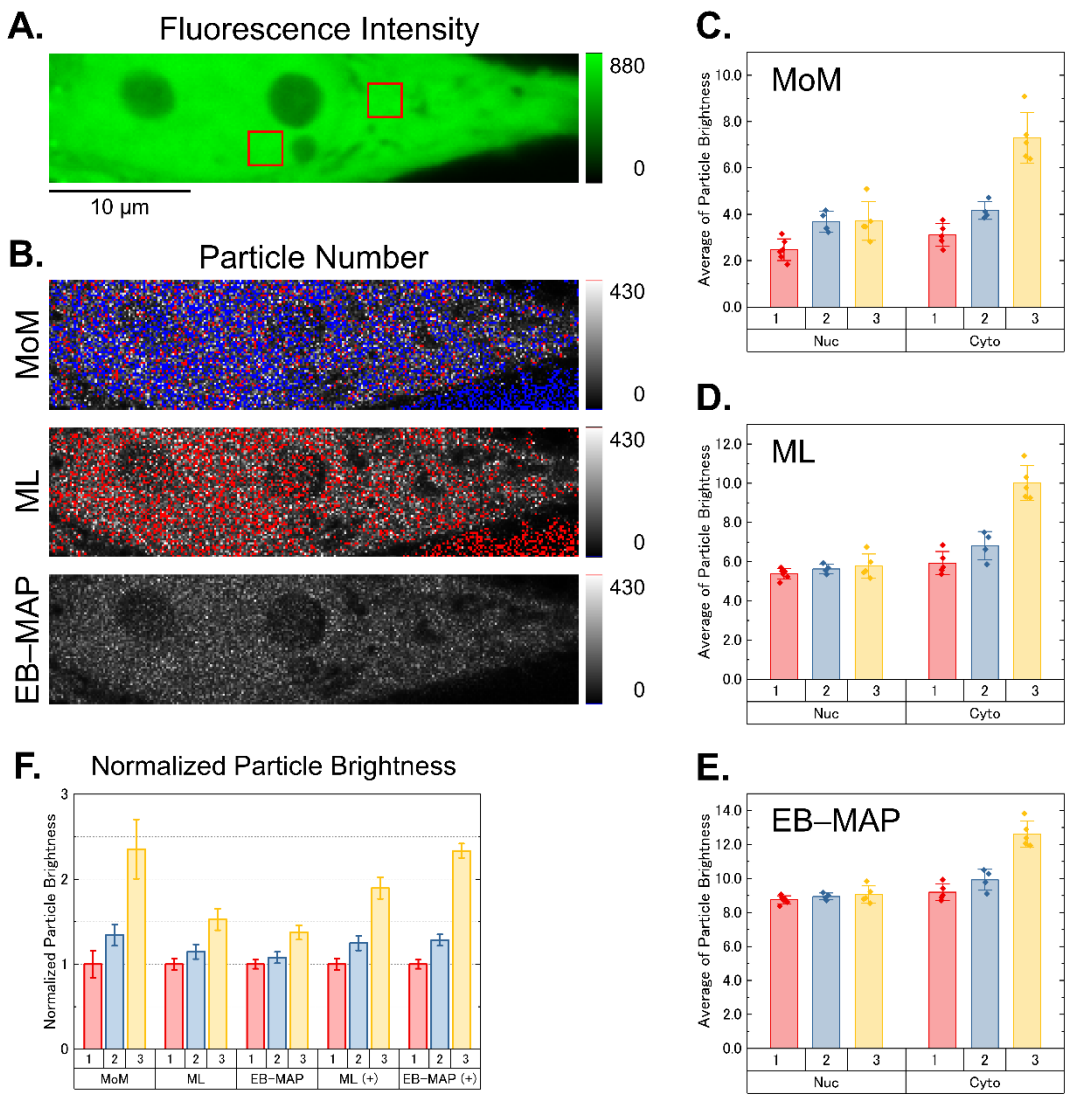 A.
Fluorescence Intensity
880
0
10 μm
B.
Particle Number
MoM
430
0
ML
430
0
EB–MAP
430
0
C.
MoM
Average of Particle Brightness
10.0
8.0
6.0
4.0
2.0
0.0
1 2 3 1 2 3
Nuc Cyto
D.
ML
Average of Particle Brightness
12.0
10.0
8.0
6.0
4.0
2.0
0.0
1 2 3 1 2 3
Nuc Cyto
E.
EB–MAP
Average of Particle Brightness
14.0
12.0
10.0
8.0
6.0
4.0
2.0
0.0
1 2 3 1 2 3
Nuc Cyto
F.
Normalized Particle Brightness
Normalized Particle Brightness
3
2
1
0
1 2 3 1 2 3 1 2 3 1 2 3 1 2 3
MoM ML EB−MAP ML (+) EB−MAP (+)